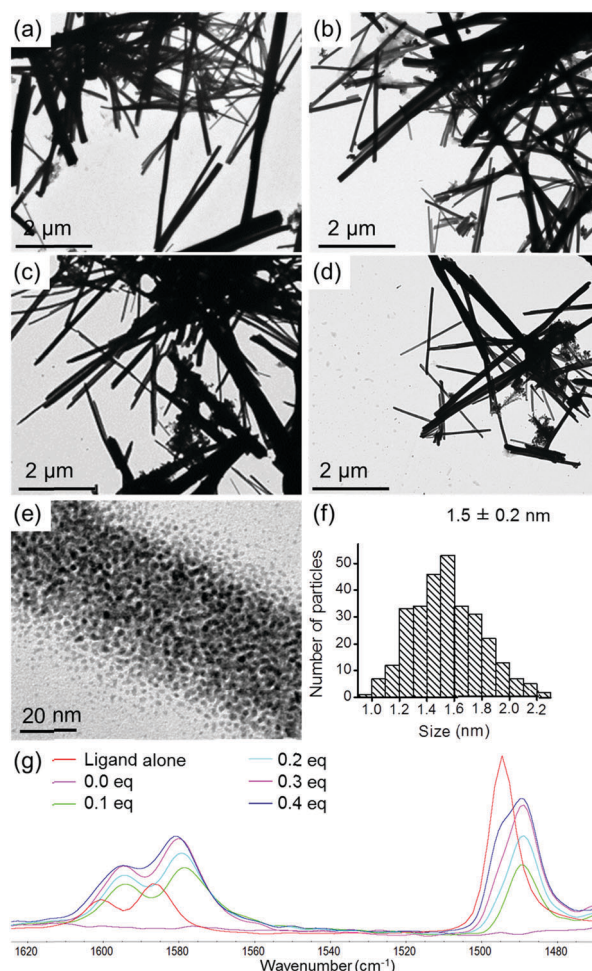 (a)
2 μm
(b)
2 μm
(c)
2 μm
(d)
2 μm
(e)
20 nm
(f)
1.5 ± 0.2 nm
Number of particles
50
40
30
20
10
0
1.0 1.2 1.4 1.6 1.8 2.0 2.2
Size (nm)
(g)
Ligand alone
0.0 eq
0.1 eq
0.2 eq
0.3 eq
0.4 eq
1620 1600 1580 1560 1540 1520 1500 1480
Wavenumber (cm-1)